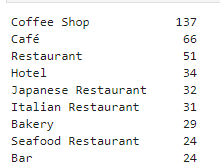 Coffee Shop 137
Café 66
Restaurant 51
Hotel 34
Japanese Restaurant 32
Italian Restaurant 31
Bakery 29
Seafood Restaurant 24
Bar 24